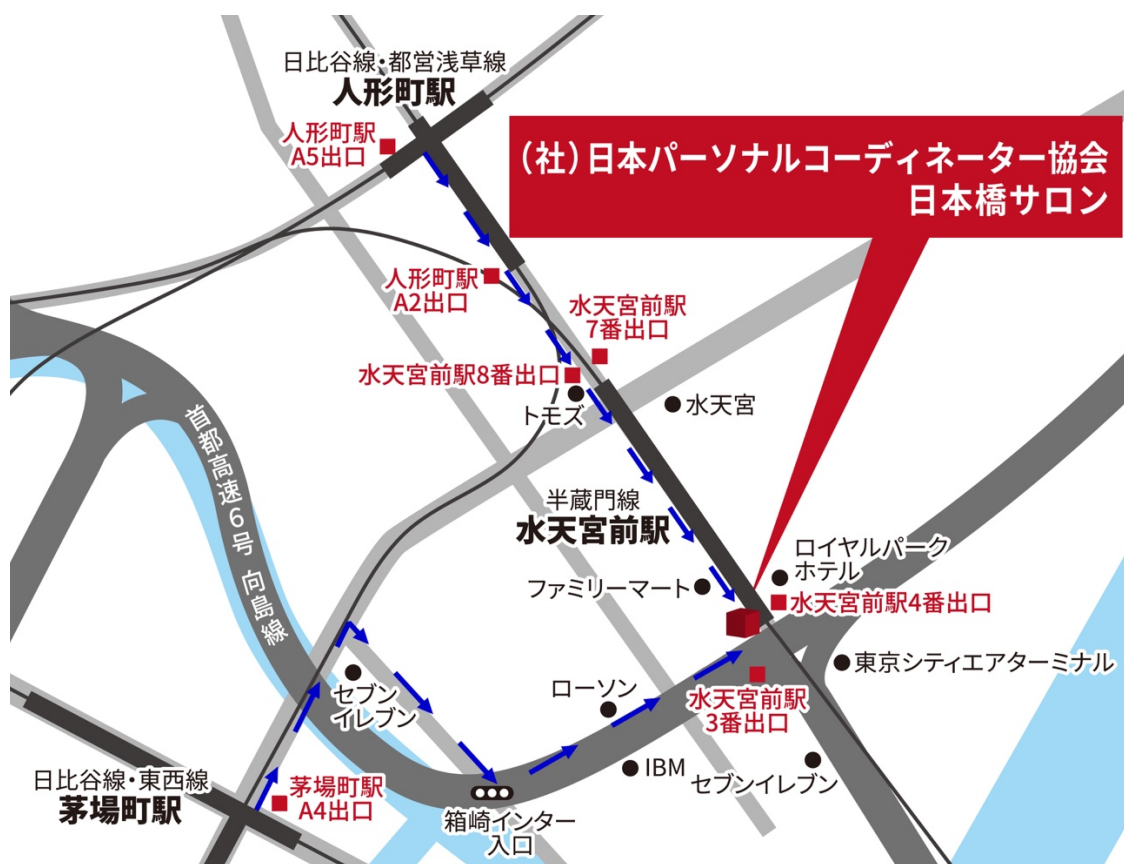 日比谷線・都営浅草線
人形町駅
人形町駅
A5出口
(社)日本パーソナルコーディネーター協会
日本橋サロン
人形町駅
A2出口
水天宮前駅
7番出口
水天宮前駅8番出口
トモズ
水天宮
首都高速6号 向島線
半蔵門線
水天宮前駅
ロイヤルパーク
ホテル
ファミリーマート
水天宮前駅4番出口
東京シティエアターミナル
セブン
イレブン
ローソン
水天宮前駅
3番出口
IBM
セブンイレブン
日比谷線・東西線
茅場町駅
茅場町駅
A4出口
箱崎インター
入口